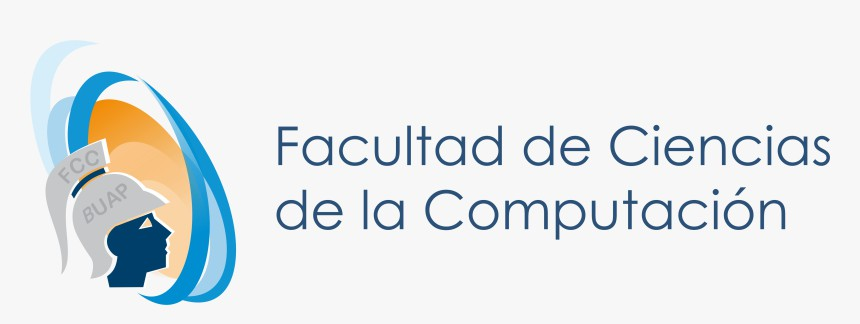 FCC
BUAP
Facultad de Ciencias
de la Computación